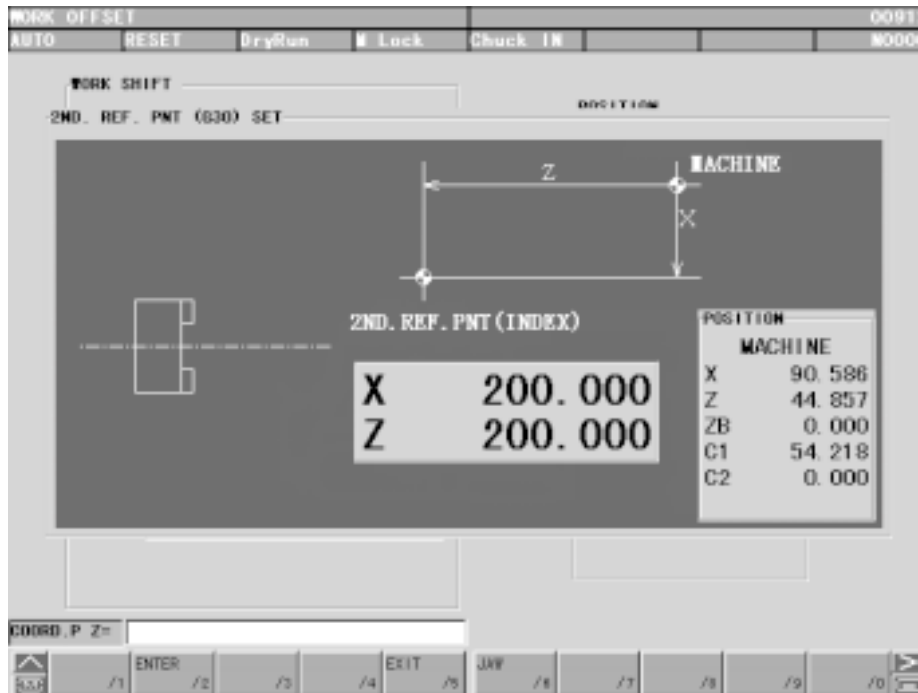 WORK OFFSET 0091
AUTO RESET DryRun M Lock Chuck IN N000
WORK SHIFT
POSITION
2ND. REF. PNT (G30) SET
Z
MACHINE
X
2ND.REF.PNT(INDEX)
X 200.000
Z 200.000
POSITION
MACHINE
X 90.586
Z 44.857
ZB 0.000
C1 54.218
C2 0.000
COORD.P Z=
ENTER EXIT JAW
/1 /2 /3 /4 /5 /6 /7 /8 /9 /0